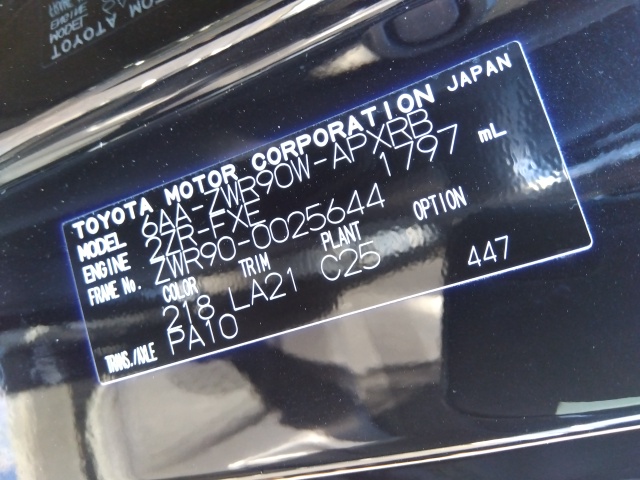 TOYOTA MOTOR CORPORATION JAPAN
MODEL 6AA-ZWR90W-APXRB
ENGINE 2ZR-FXE 1797 mL
FRAME No. ZWR90-0025644
COLOR TRIM PLANT OPTION
218 LA21 C25 447
TRANS./AXLE PA10